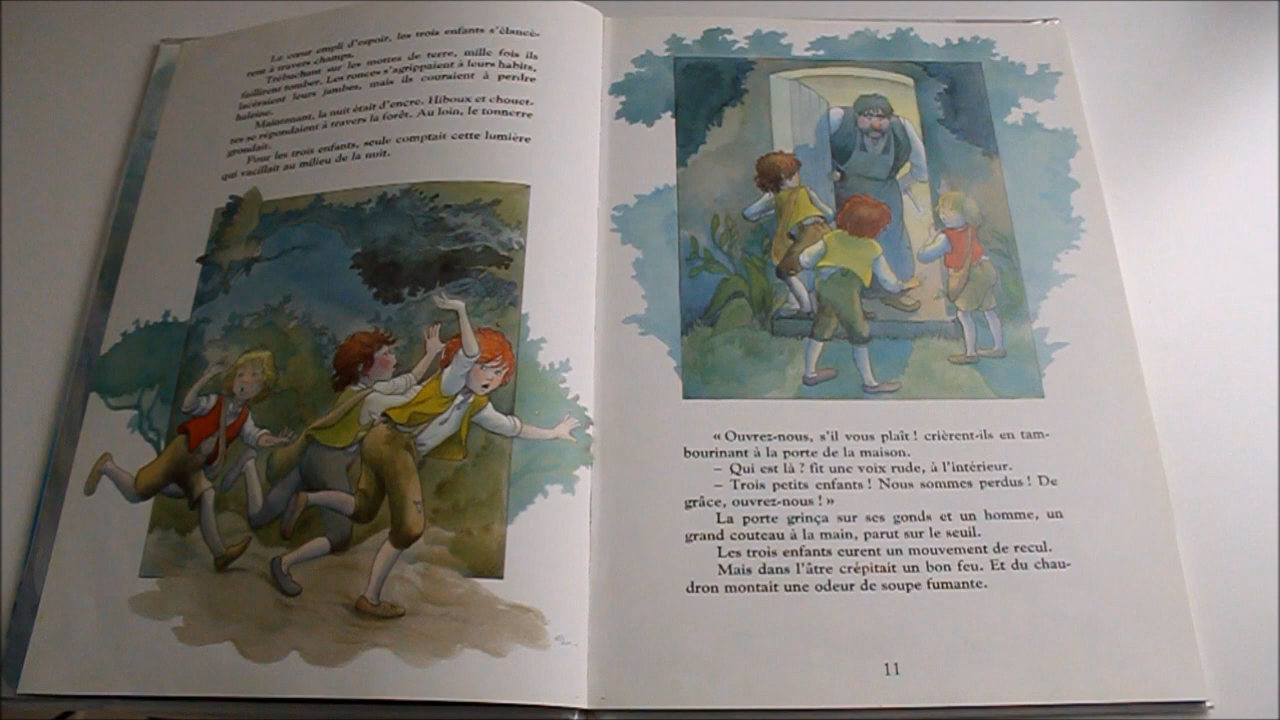 Le cœur empli d'espoir, les trois enfants s'élancè-
rent à travers champs.
Trébuchant sur les mottes de terre, mille fois ils
faillirent tomber. Les ronces s'agrippaient à leurs habits,
lacéraient leurs jambes, mais ils couraient à perdre
haleine.
Maintenant, la nuit était d'encre. Hiboux et chouet-
tes se répondaient à travers la forêt. Au loin, le tonnerre
grondait.
Pour les trois enfants, seule comptait cette lumière
qui vacillait au milieu de la nuit.
« Ouvrez-nous, s'il vous plaît ! crièrent-ils en tam-
bourinant à la porte de la maison.
– Qui est là ? fit une voix rude, à l'intérieur.
– Trois petits enfants ! Nous sommes perdus ! De
grâce, ouvrez-nous ! »
La porte grinça sur ses gonds et un homme, un
grand couteau à la main, parut sur le seuil.
Les trois enfants eurent un mouvement de recul.
Mais dans l'âtre crépitait un bon feu. Et du chau-
dron montait une odeur de soupe fumante.
11